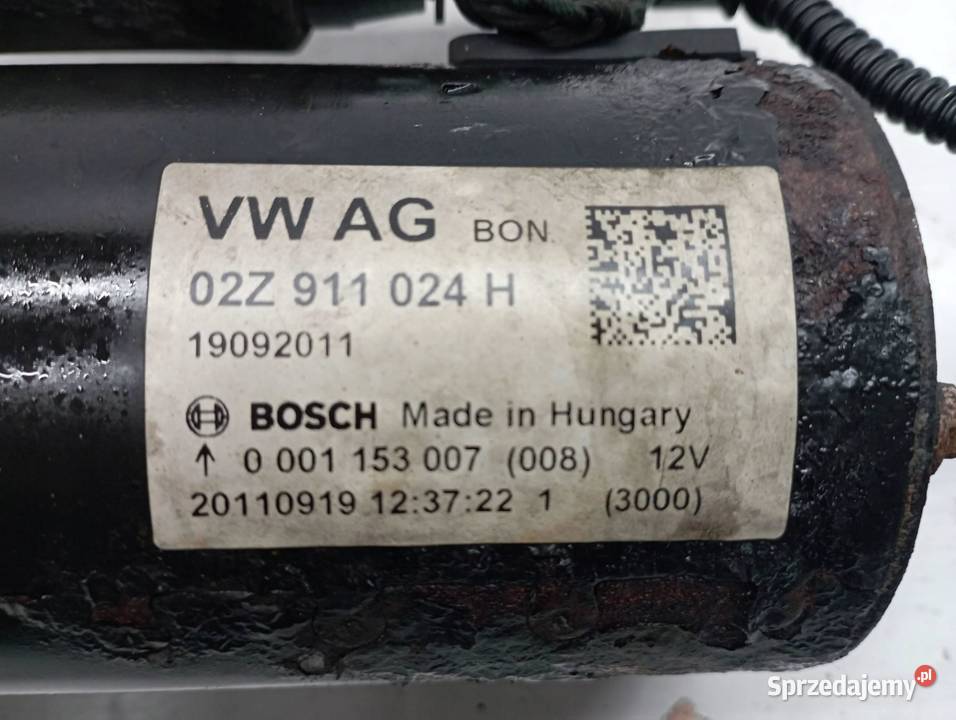 VW AG BON
02Z 911 024 H
19092011
BOSCH Made in Hungary
↑ 0 001 153 007 (008) 12V
20110919 12:37:22 1 (3000)
Sprzedajemy.pl